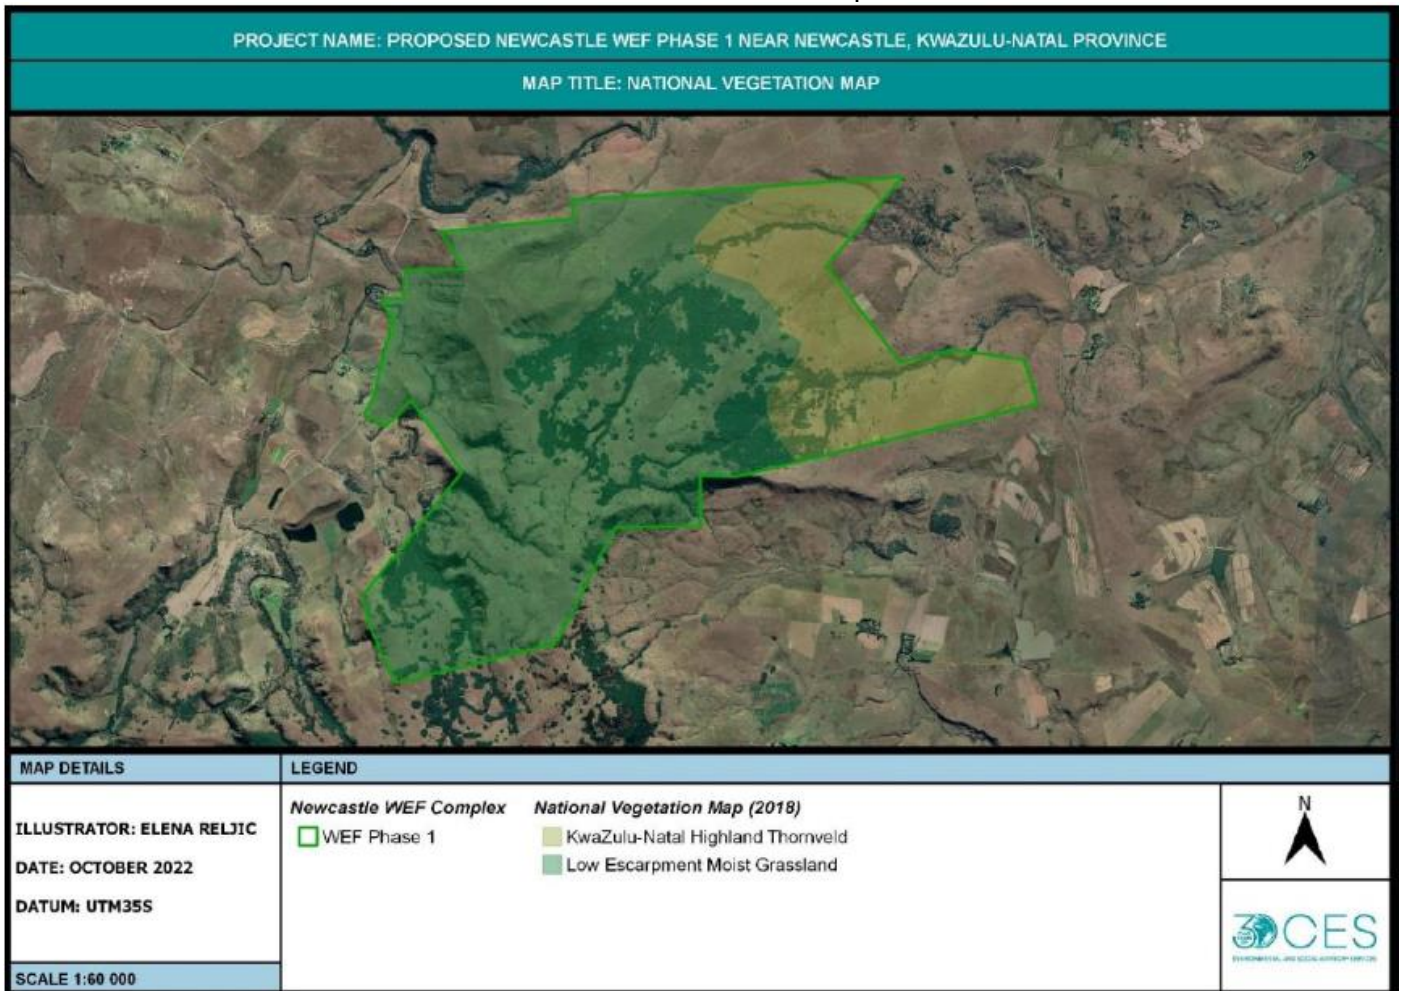 PROJECT NAME: PROPOSED NEWCASTLE WEF PHASE 1 NEAR NEWCASTLE, KWAZULU-NATAL PROVINCE
MAP TITLE: NATIONAL VEGETATION MAP
MAP DETAILS
ILLUSTRATOR: ELENA RELJIC
DATE: OCTOBER 2022
DATUM: UTM35S
SCALE 1:60 000
LEGEND
Newcastle WEF Complex
WEF Phase 1
National Vegetation Map (2018)
KwaZulu-Natal Highland Thornveld
Low Escarpment Moist Grassland
N
CES